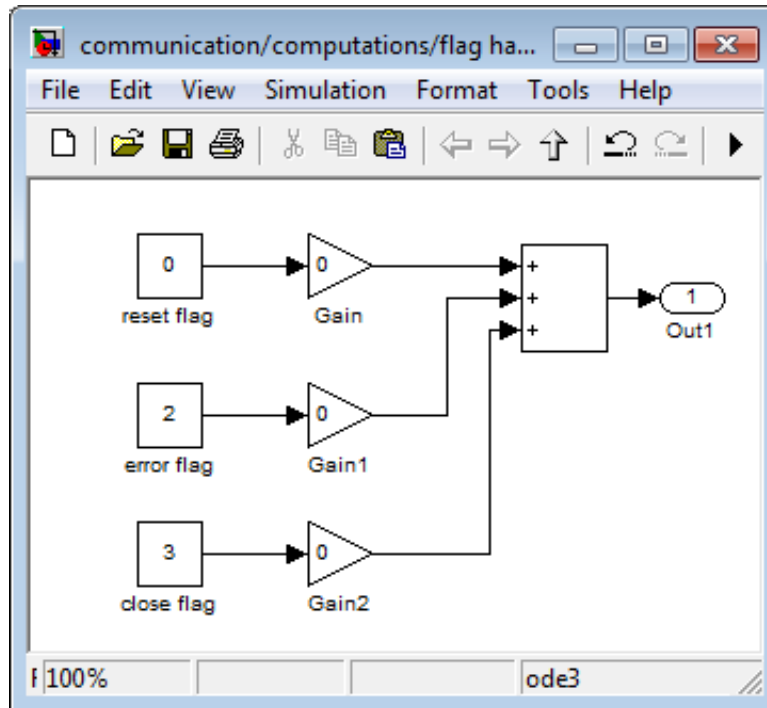 communication/computations/flag ha...
File Edit View Simulation Format Tools Help
0
0
+
reset flag
Gain
+
1
+
Out1
2
0
error flag
Gain1
3
0
close flag
Gain2
F 100%
ode3